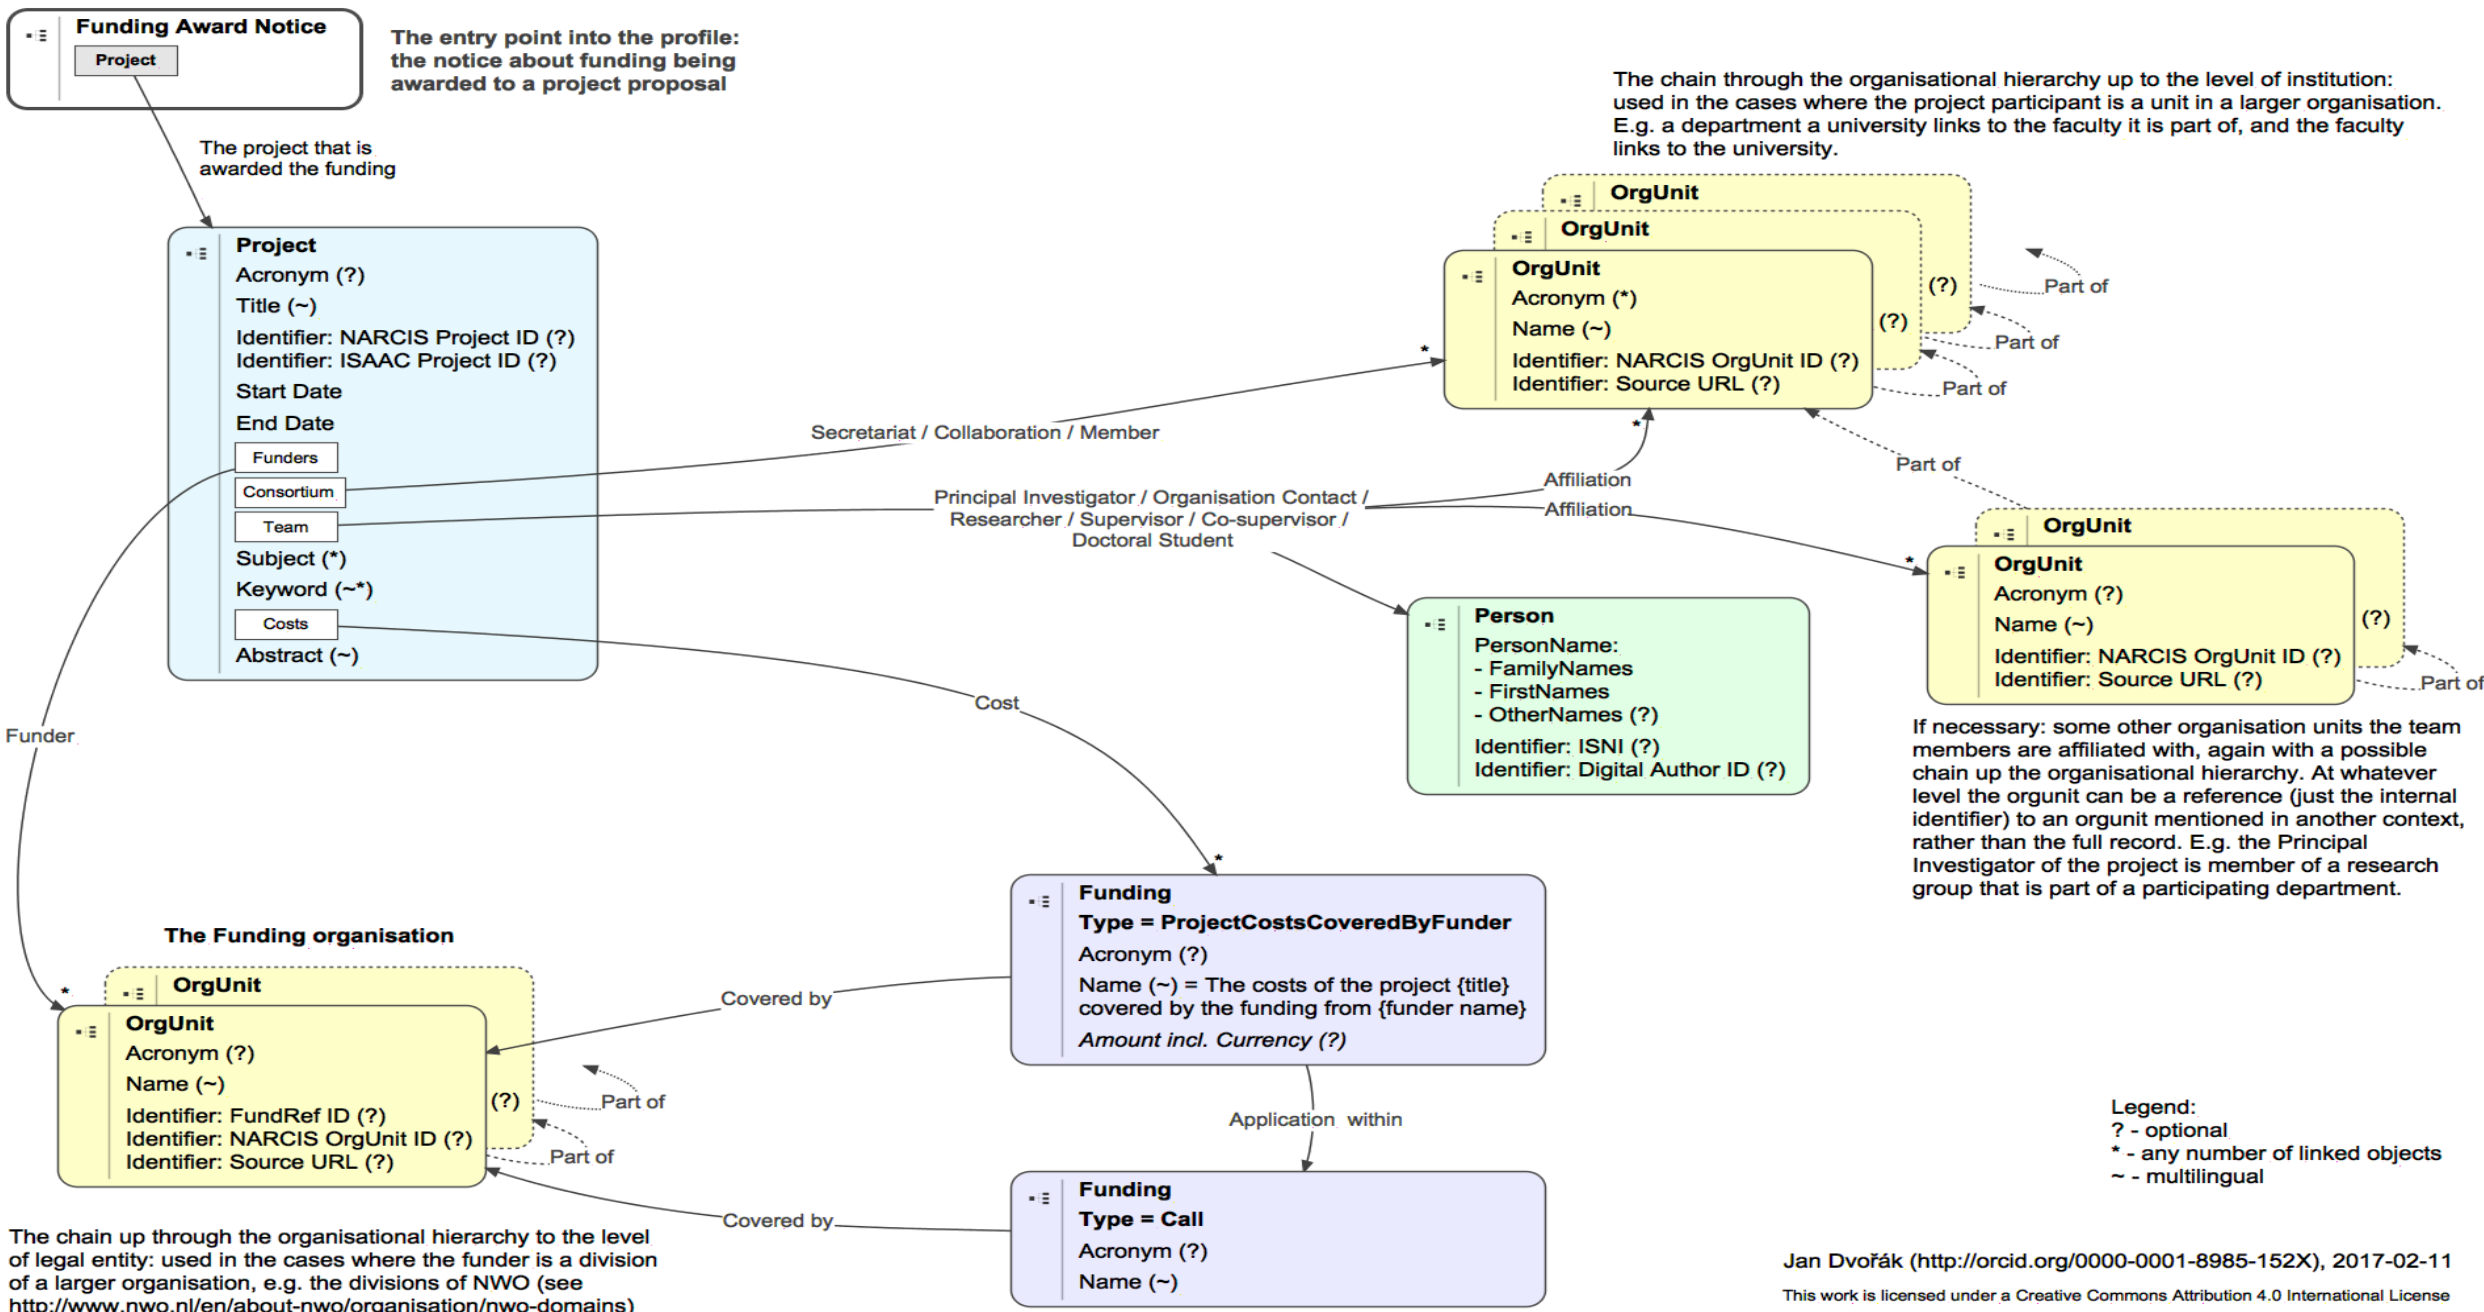 Funding Award Notice
Project
The entry point into the profile:
the notice about funding being
awarded to a project proposal
The project that is
awarded the funding
Project
Acronym (?)
Title (~)
Identifier: NARCIS Project ID (?)
Identifier: ISAAC Project ID (?)
Start Date
End Date
Funders
Consortium
Team
Subject (*)
Keyword (~*)
Costs
Abstract (~)
The chain through the organisational hierarchy up to the level of institution:
used in the cases where the project participant is a unit in a larger organisation.
E.g. a department a university links to the faculty it is part of, and the faculty
links to the university.
OrgUnit
OrgUnit
OrgUnit
Acronym (*)
Name (~)
Identifier: NARCIS OrgUnit ID (?)
Identifier: Source URL (?)
(?)
(?)
Part of
Part of
Part of
*
Secretariat / Collaboration / Member
*
Affiliation
Affiliation
Principal Investigator / Organisation Contact /
Researcher / Supervisor / Co-supervisor /
Doctoral Student
Part of
*
OrgUnit
OrgUnit
Acronym (?)
Name (~)
Identifier: NARCIS OrgUnit ID (?)
Identifier: Source URL (?)
(?)
Part of
If necessary: some other organisation units the team
members are affiliated with, again with a possible
chain up the organisational hierarchy. At whatever
level the orgunit can be a reference (just the internal
identifier) to an orgunit mentioned in another context,
rather than the full record. E.g. the Principal
Investigator of the project is member of a research
group that is part of a participating department.
Person
PersonName:
- FamilyNames
- FirstNames
- OtherNames (?)
Identifier: ISNI (?)
Identifier: Digital Author ID (?)
Cost
*
Funder
*
The Funding organisation
OrgUnit
OrgUnit
Acronym (?)
Name (~)
Identifier: FundRef ID (?)
Identifier: NARCIS OrgUnit ID (?)
Identifier: Source URL (?)
(?)
Part of
Part of
Covered by
Funding
Type = ProjectCostsCoveredByFunder
Acronym (?)
Name (~) = The costs of the project {title}
covered by the funding from {funder name}
Amount incl. Currency (?)
Application within
Covered by
Funding
Type = Call
Acronym (?)
Name (~)
The chain up through the organisational hierarchy to the level
of legal entity: used in the cases where the funder is a division
of a larger organisation, e.g. the divisions of NWO (see
http://www.nwo.nl/en/about-nwo/organisation/nwo-domains)
Legend:
? - optional
* - any number of linked objects
~ - multilingual
Jan Dvořák (http://orcid.org/0000-0001-8985-152X), 2017-02-11
This work is licensed under a Creative Commons Attribution 4.0 International License